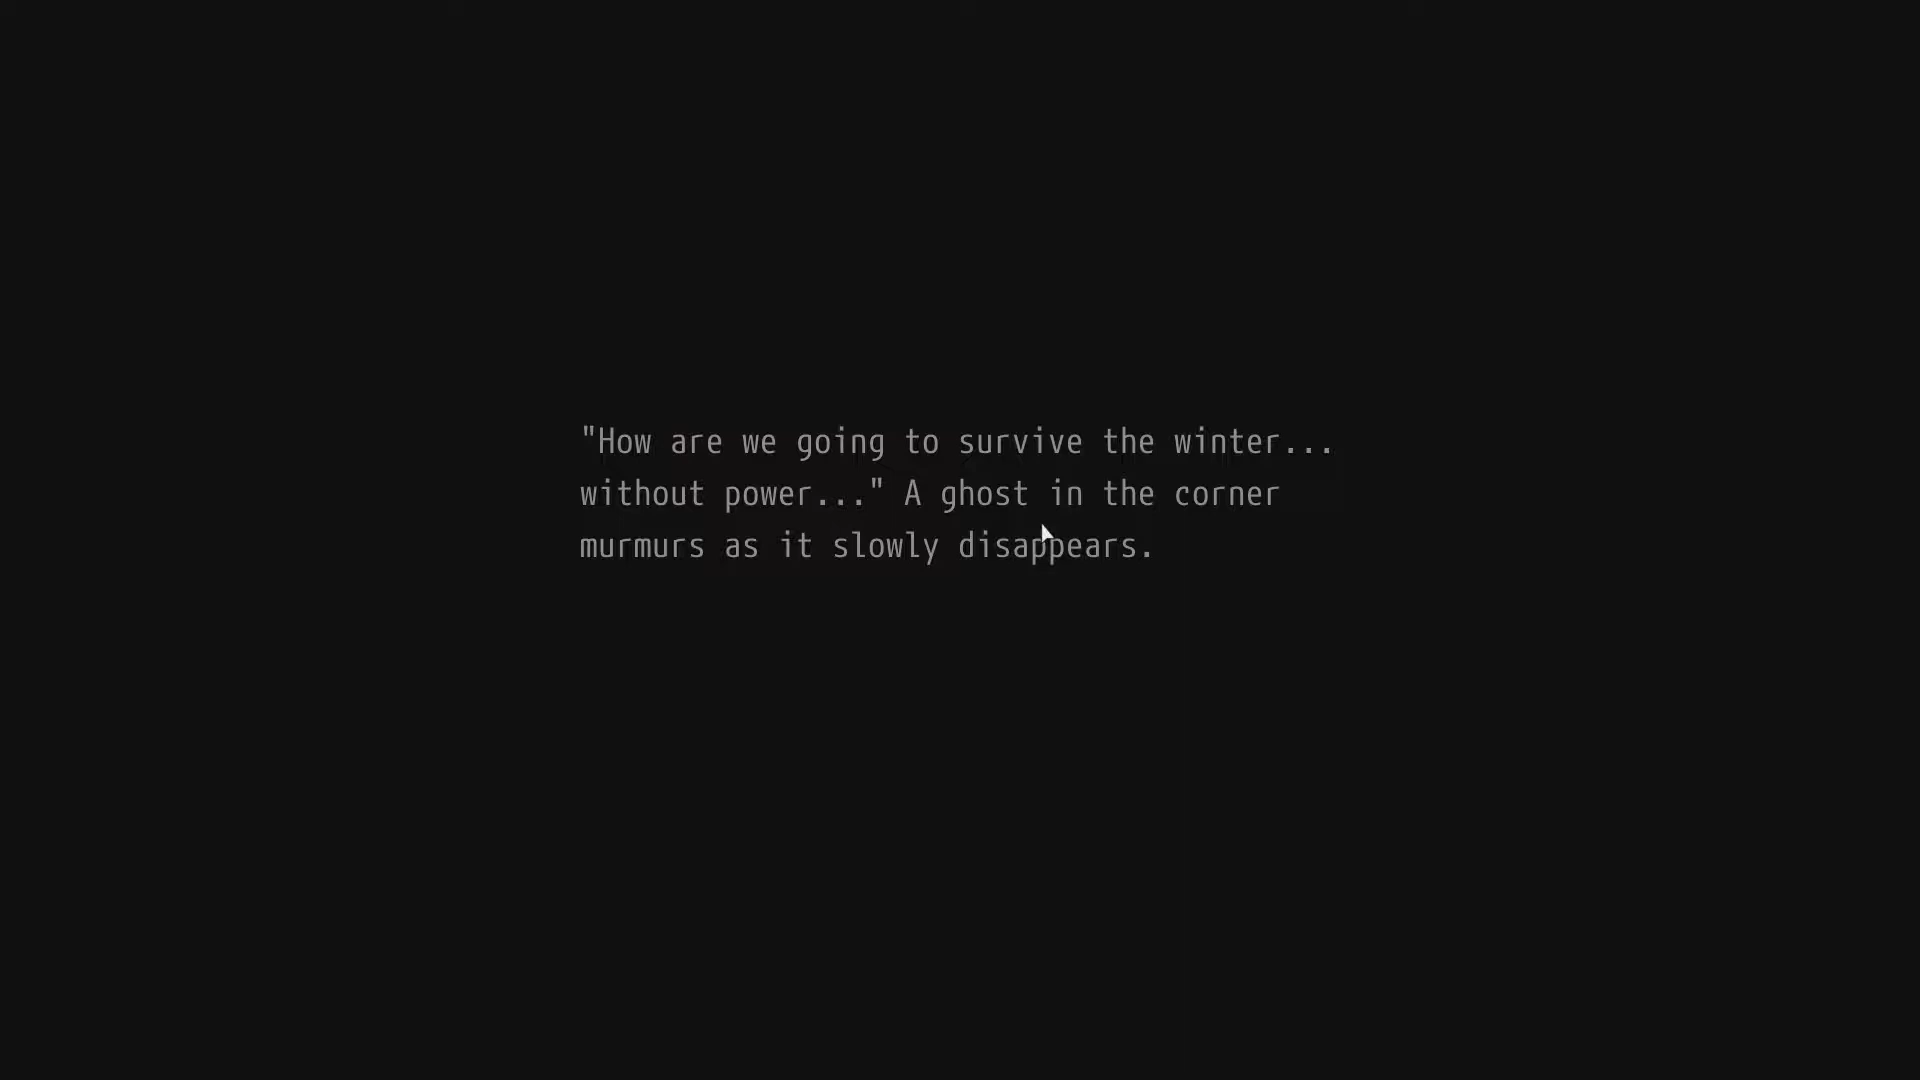 "How are we going to survive the winter...
without power..." A ghost in the corner
murmurs as it slowly disappears.